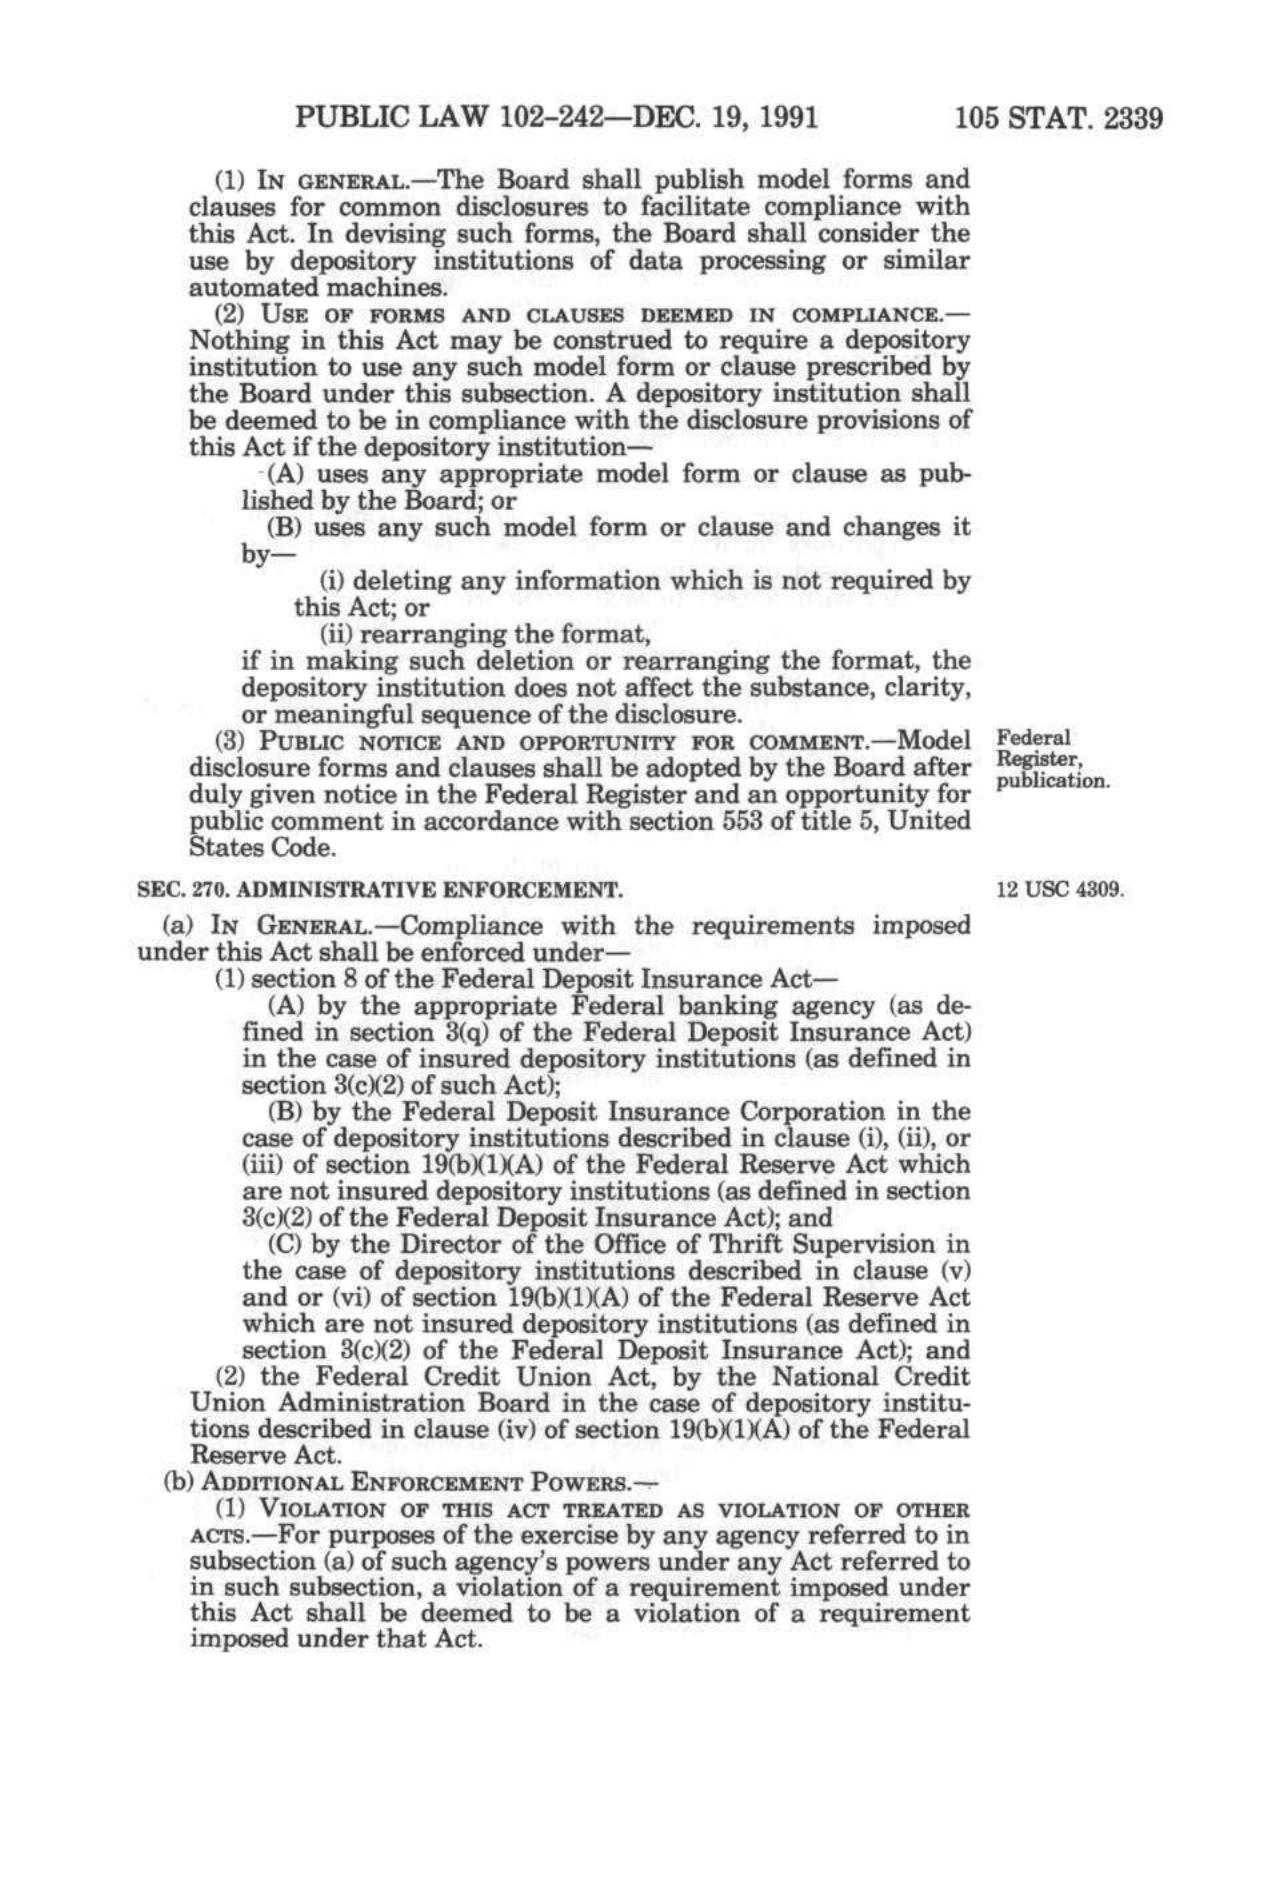 PUBLIC LAW 102–242—DEC. 19, 1991 105 STAT. 2339
(1) IN GENERAL.—The Board shall publish model forms and
clauses for common disclosures to facilitate compliance with
this Act. In devising such forms, the Board shall consider the
use by depository institutions of data processing or similar
automated machines.
(2) USE OF FORMS AND CLAUSES DEEMED IN COMPLIANCE.—
Nothing in this Act may be construed to require a depository
institution to use any such model form or clause prescribed by
the Board under this subsection. A depository institution shall
be deemed to be in compliance with the disclosure provisions of
this Act if the depository institution—
(A) uses any appropriate model form or clause as pub-
lished by the Board; or
(B) uses any such model form or clause and changes it
by—
(i) deleting any information which is not required by
this Act; or
(ii) rearranging the format,
if in making such deletion or rearranging the format, the
depository institution does not affect the substance, clarity,
or meaningful sequence of the disclosure.
(3) PUBLIC NOTICE AND OPPORTUNITY FOR COMMENT.—Model
disclosure forms and clauses shall be adopted by the Board after
duly given notice in the Federal Register and an opportunity for
public comment in accordance with section 553 of title 5, United
States Code.
Federal
Register,
publication.
SEC. 270. ADMINISTRATIVE ENFORCEMENT.
12 USC 4309.
(a) IN GENERAL.—Compliance with the requirements imposed
under this Act shall be enforced under—
(1) section 8 of the Federal Deposit Insurance Act—
(A) by the appropriate Federal banking agency (as de-
fined in section 3(q) of the Federal Deposit Insurance Act)
in the case of insured depository institutions (as defined in
section 3(c)(2) of such Act);
(B) by the Federal Deposit Insurance Corporation in the
case of depository institutions described in clause (i), (ii), or
(iii) of section 19(b)(1)(A) of the Federal Reserve Act which
are not insured depository institutions (as defined in section
3(c)(2) of the Federal Deposit Insurance Act); and
(C) by the Director of the Office of Thrift Supervision in
the case of depository institutions described in clause (v)
and or (vi) of section 19(b)(1)(A) of the Federal Reserve Act
which are not insured depository institutions (as defined in
section 3(c)(2) of the Federal Deposit Insurance Act); and
(2) the Federal Credit Union Act, by the National Credit
Union Administration Board in the case of depository institu-
tions described in clause (iv) of section 19(b)(1)(A) of the Federal
Reserve Act.
(b) ADDITIONAL ENFORCEMENT POWERS.—
(1) VIOLATION OF THIS ACT TREATED AS VIOLATION OF OTHER
ACTS.—For purposes of the exercise by any agency referred to in
subsection (a) of such agency's powers under any Act referred to
in such subsection, a violation of a requirement imposed under
this Act shall be deemed to be a violation of a requirement
imposed under that Act.